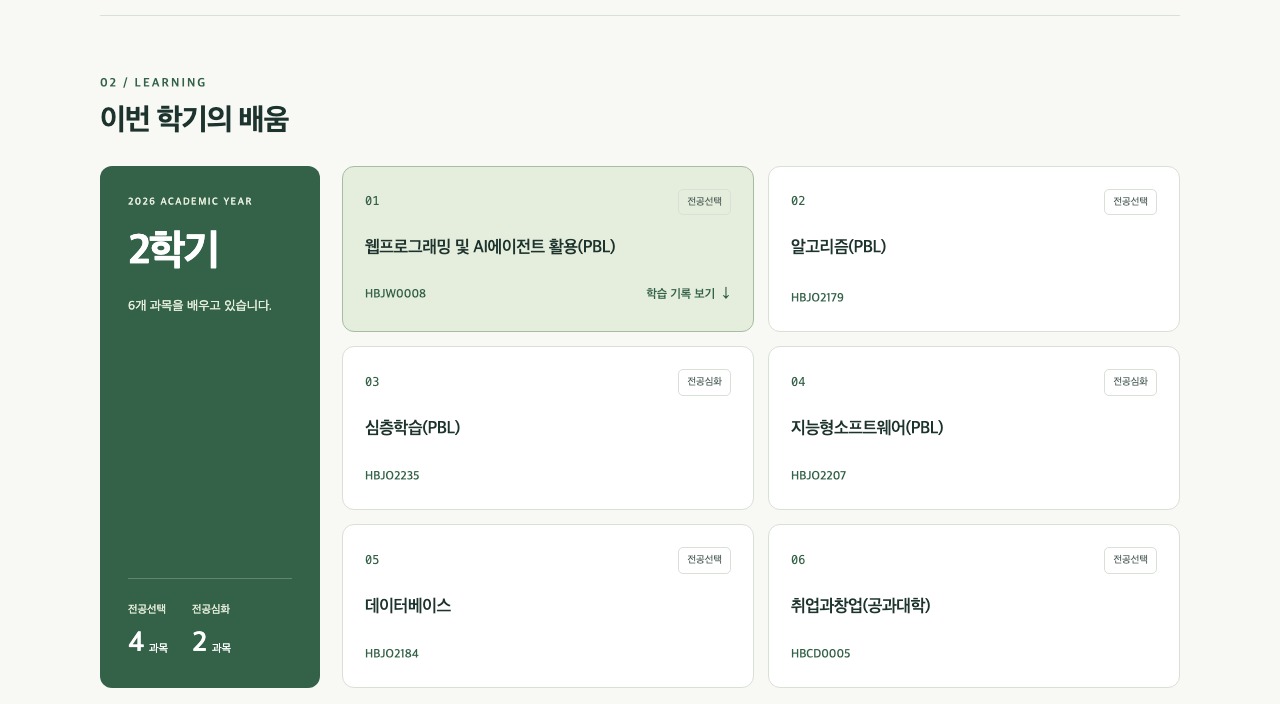 02 / LEARNING
이번 학기의 배움
2026 ACADEMIC YEAR
2학기
6개 과목을 배우고 있습니다.
전공선택 전공심화
4 과목 2 과목
01 전공선택
웹프로그래밍 및 AI에이전트 활용(PBL)
HBJW0008 학습 기록 보기 ↓
02 전공선택
알고리즘(PBL)
HBJO2179
03 전공심화
심층학습(PBL)
HBJO2235
04 전공심화
지능형소프트웨어(PBL)
HBJO2207
05 전공선택
데이터베이스
HBJO2184
06 전공선택
취업과창업(공과대학)
HBCD0005